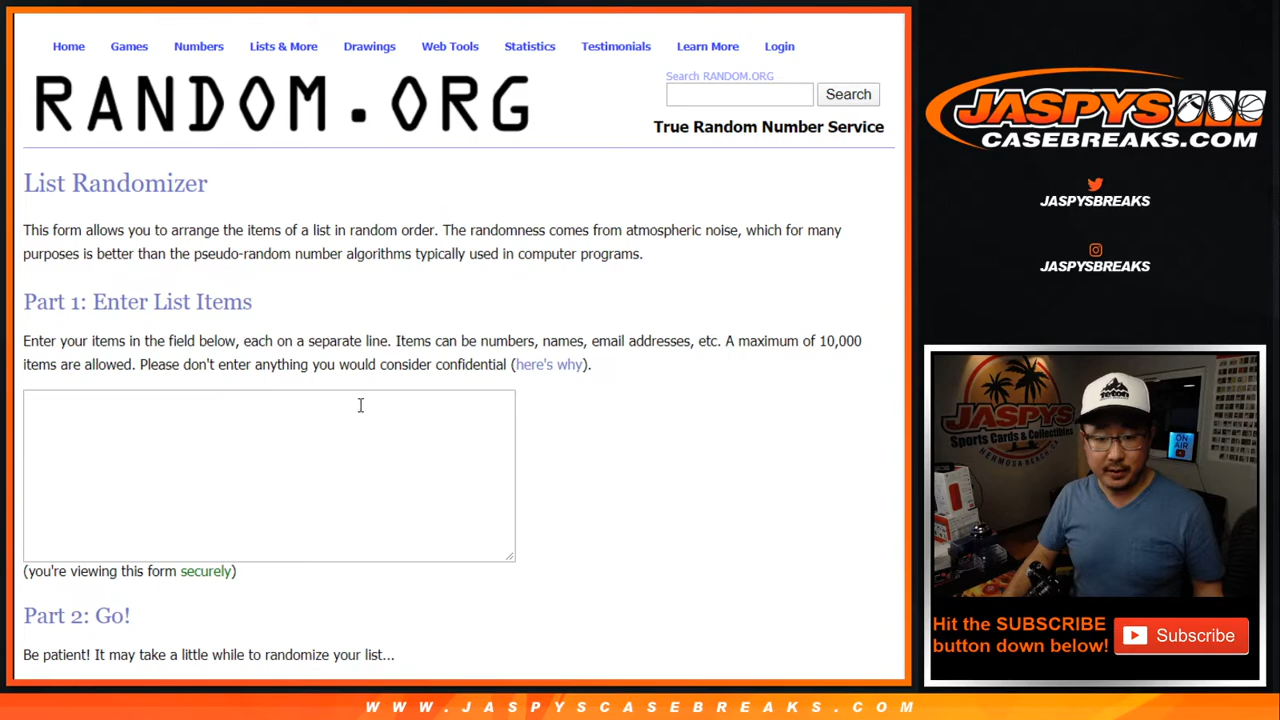 Home Games Numbers Lists & More Drawings Web Tools Statistics Testimonials Learn More Login
RANDOM.ORG
Search RANDOM.ORG
Search
True Random Number Service
List Randomizer
This form allows you to arrange the items of a list in random order. The randomness comes from atmospheric noise, which for many
purposes is better than the pseudo-random number algorithms typically used in computer programs.
Part 1: Enter List Items
Enter your items in the field below, each on a separate line. Items can be numbers, names, email addresses, etc. A maximum of 10,000
items are allowed. Please don't enter anything you would consider confidential (here's why).
(you're viewing this form securely)
Part 2: Go!
Be patient! It may take a little while to randomize your list...
JASPYS
CASEBREAKS.COM
JASPYSBREAKS
JASPYSBREAKS
JASPYS
Sports Cards & Collectibles
HERMOSA BEACH, CA
teton
ON
AIR
Hit the SUBSCRIBE
button down below!
Subscribe
WWW.JASPYSCASEBREAKS.COM